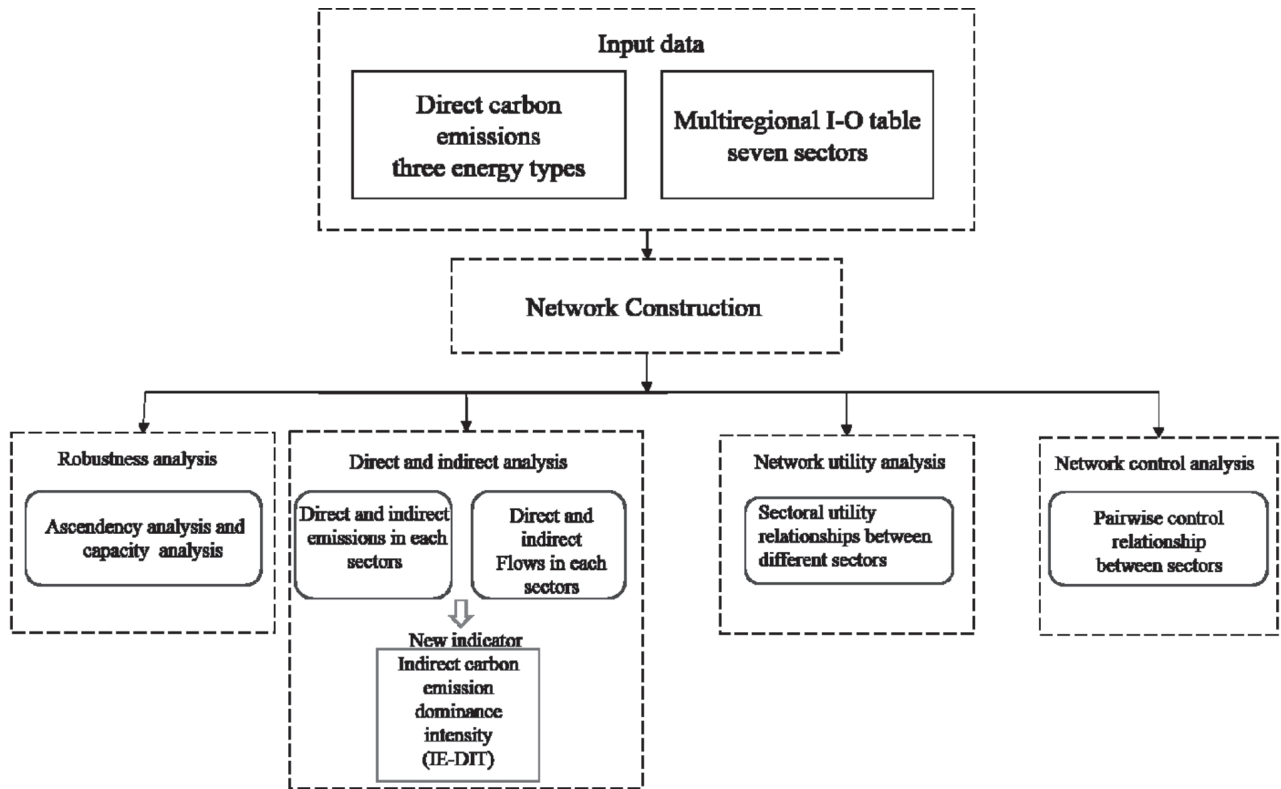 Input data
Direct carbon
emissions
three energy types
Multiregional I-O table
seven sectors
Network Construction
Robustness analysis
Ascendency analysis and
capacity analysis
Direct and indirect analysis
Direct and indirect
emissions in each
sectors
Direct and
indirect
Flows in each
sectors
New indicator
Indirect carbon
emission
dominance
intensity
(IE-DIT)
Network utility analysis
Sectoral utility
relationships between
different sectors
Network control analysis
Pairwise control
relationship
between sectors